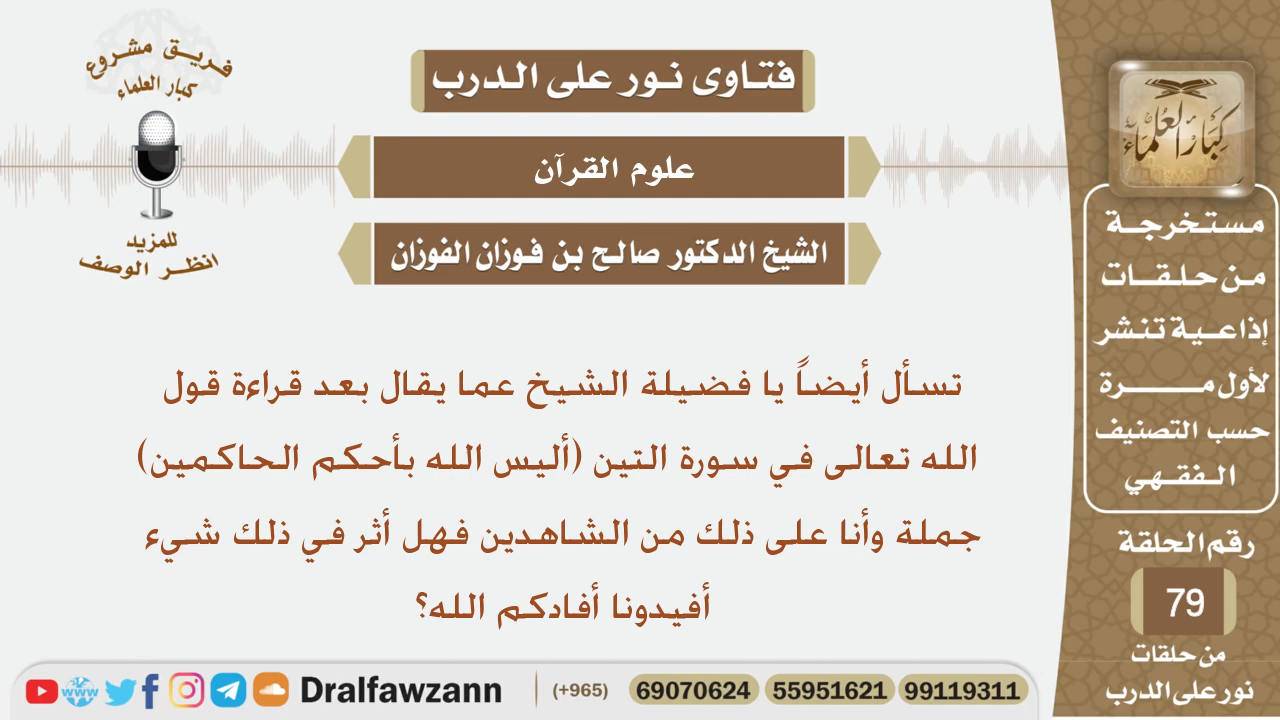 فتاوى نور على الدرب
علوم القرآن
الشيخ الدكتور صالح بن فوزان الفوزان
فريق مشروع
كبار العلماء
للمزيد
انظر الوصف
كِبَارُ العُلَمَاءِ
مستخرجة
من حلقات
إذاعية تنشر
لأول مرة
حسب التصنيف
الفقهي
رقم الحلقة
79
من حلقات
نور على الدرب
تسأل أيضاً يا فضيلة الشيخ عما يقال بعد قراءة قول
الله تعالى في سورة التين (أليس الله بأحكم الحاكمين)
جملة وأنا على ذلك من الشاهدين فهل أثر في ذلك شيء
أفيدونا أفادكم الله؟
www Dralfawzann (+965) 69070624 55951621 99119311